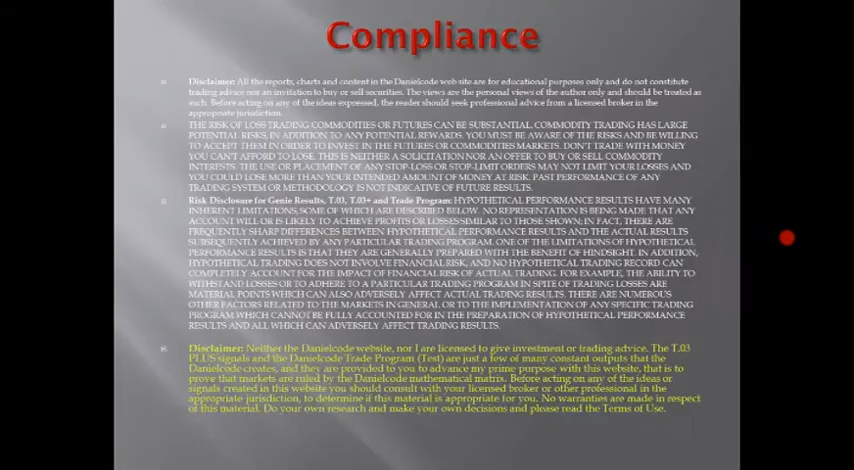 Compliance
Disclaimer: All the reports, charts and content in the Danielcode web site are for educational purposes only and do not constitute
trading advice nor an invitation to buy or sell securities. The views are the personal views of the author only and should be treated as
such. Before acting on any of the ideas expressed, the reader should seek professional advice from a licensed broker in the
appropriate jurisdiction.
THE RISK OF LOSS TRADING COMMODITIES OR FUTURES CAN BE SUBSTANTIAL. COMMODITY TRADING HAS LARGE
POTENTIAL RISKS, IN ADDITION TO ANY POTENTIAL REWARDS. YOU MUST BE AWARE OF THE RISKS AND BE WILLING
TO ACCEPT THEM IN ORDER TO INVEST IN THE FUTURES OR COMMODITIES MARKETS. DON'T TRADE WITH MONEY
YOU CAN'T AFFORD TO LOSE. THIS IS NEITHER A SOLICITATION NOR AN OFFER TO BUY OR SELL COMMODITY
INTERESTS. THE USE OR PLACEMENT OF ANY STOP-LOSS OR STOP-LIMIT ORDERS MAY NOT LIMIT YOUR LOSSES AND
YOU COULD LOSE MORE THAN YOUR INTENDED AMOUNT OF MONEY AT RISK. PAST PERFORMANCE OF ANY
TRADING SYSTEM OR METHODOLOGY IS NOT INDICATIVE OF FUTURE RESULTS.
Risk Disclosure for Genie Results, T.03, T.03+ and Trade Program: HYPOTHETICAL PERFORMANCE RESULTS HAVE MANY
INHERENT LIMITATIONS, SOME OF WHICH ARE DESCRIBED BELOW. NO REPRESENTATION IS BEING MADE THAT ANY
ACCOUNT WILL OR IS LIKELY TO ACHIEVE PROFITS OR LOSSES SIMILAR TO THOSE SHOWN; IN FACT, THERE ARE
FREQUENTLY SHARP DIFFERENCES BETWEEN HYPOTHETICAL PERFORMANCE RESULTS AND THE ACTUAL RESULTS
SUBSEQUENTLY ACHIEVED BY ANY PARTICULAR TRADING PROGRAM. ONE OF THE LIMITATIONS OF HYPOTHETICAL
PERFORMANCE RESULTS IS THAT THEY ARE GENERALLY PREPARED WITH THE BENEFIT OF HINDSIGHT. IN ADDITION,
HYPOTHETICAL TRADING DOES NOT INVOLVE FINANCIAL RISK, AND NO HYPOTHETICAL TRADING RECORD CAN
COMPLETELY ACCOUNT FOR THE IMPACT OF FINANCIAL RISK OF ACTUAL TRADING. FOR EXAMPLE, THE ABILITY TO
WITHSTAND LOSSES OR TO ADHERE TO A PARTICULAR TRADING PROGRAM IN SPITE OF TRADING LOSSES ARE
MATERIAL POINTS WHICH CAN ALSO ADVERSELY AFFECT ACTUAL TRADING RESULTS. THERE ARE NUMEROUS
OTHER FACTORS RELATED TO THE MARKETS IN GENERAL OR TO THE IMPLEMENTATION OF ANY SPECIFIC TRADING
PROGRAM WHICH CANNOT BE FULLY ACCOUNTED FOR IN THE PREPARATION OF HYPOTHETICAL PERFORMANCE
RESULTS AND ALL WHICH CAN ADVERSELY AFFECT TRADING RESULTS.
Disclaimer: Neither the Danielcode website, nor I are licensed to give investment or trading advice. The T.03
PLUS signals and the Danielcode Trade Program (Test) are just a few of many constant outputs that the
Danielcode creates, and they are provided to you to advance my prime purpose with this website, that is to
prove that markets are ruled by the Danielcode mathematical matrix. Before acting on any of the ideas or
signals created in this website you should consult with your licensed broker or other professional in the
appropriate jurisdiction, to determine if this material is appropriate for you. No warranties are made in respect
of this material. Do your own research and make your own decisions and please read the Terms of Use.